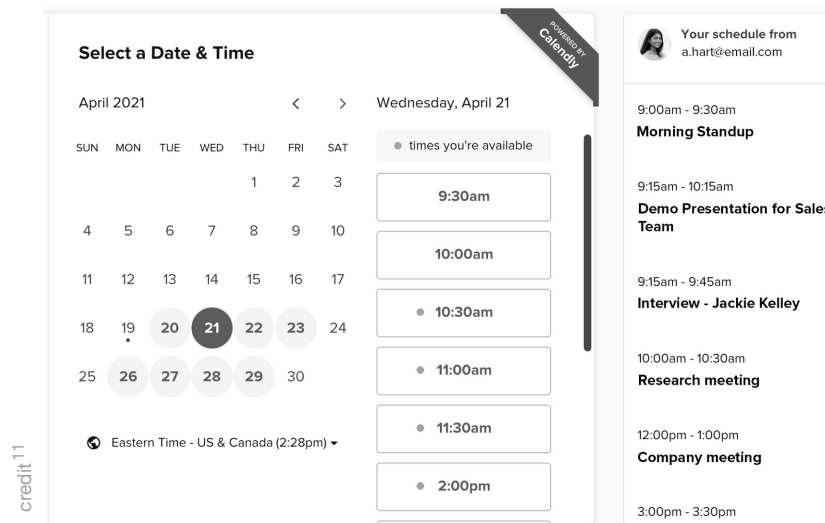 Select a Date & Time
POWERED BY
Calendly
April 2021
SUN MON TUE WED THU FRI SAT
1 2 3
4 5 6 7 8 9 10
11 12 13 14 15 16 17
18 19 20 21 22 23 24
25 26 27 28 29 30
Eastern Time - US & Canada (2:28pm)
Wednesday, April 21
times you're available
9:30am
10:00am
10:30am
11:00am
11:30am
2:00pm
Your schedule from
a.hart@email.com
9:00am - 9:30am
Morning Standup
9:15am - 10:15am
Demo Presentation for Sales
Team
9:15am - 9:45am
Interview - Jackie Kelley
10:00am - 10:30am
Research meeting
12:00pm - 1:00pm
Company meeting
3:00pm - 3:30pm
credit11